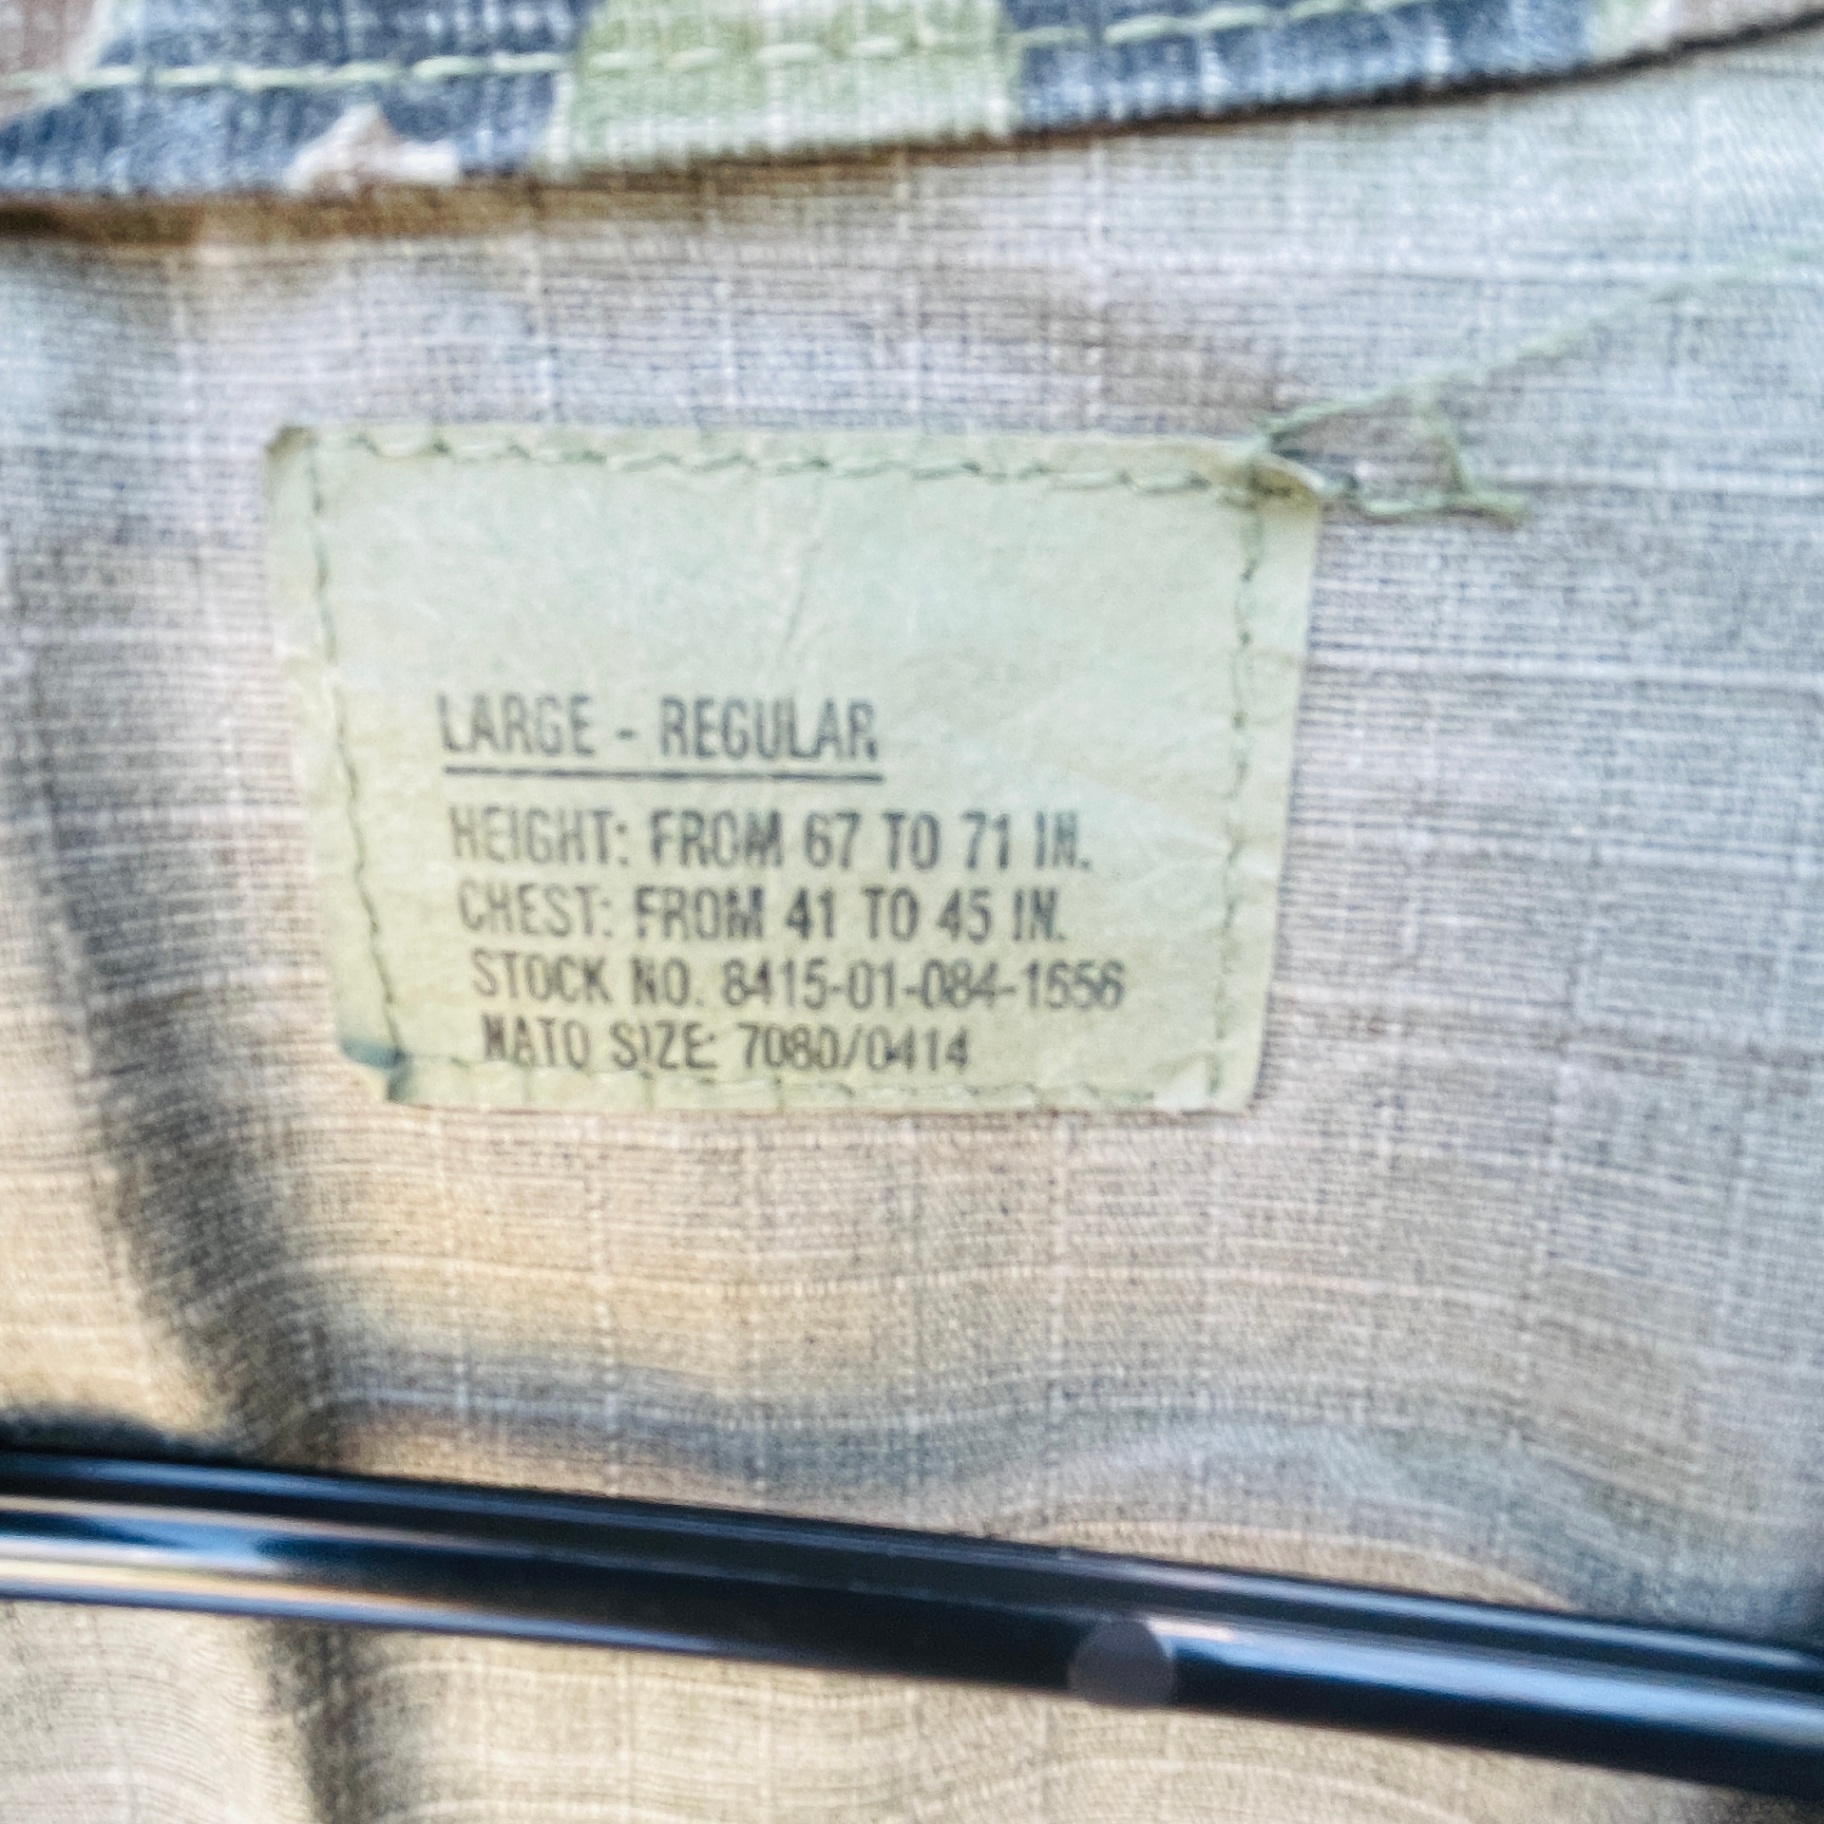 LARGE - REGULAR
HEIGHT: FROM 67 TO 71 IN.
CHEST: FROM 41 TO 45 IN.
STOCK NO. 8415-01-084-1656
NATO SIZE: 7080/0414